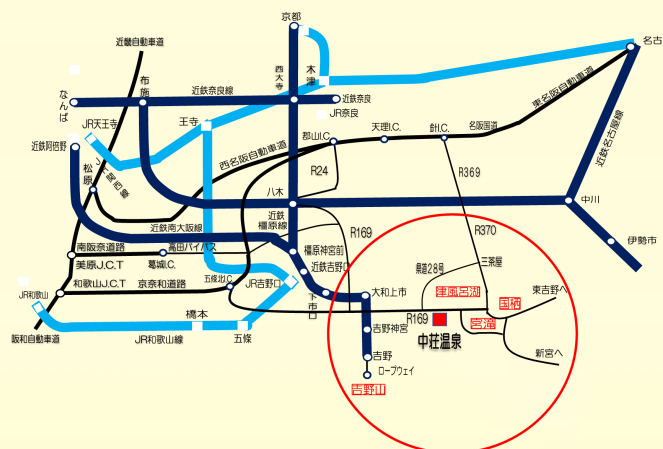 京都
名古
近畿自動車道
木津
西大寺
布施
なんば
近鉄奈良線
近鉄奈良
JR奈良
東名阪自動車道
近鉄名古屋線
JR天王寺
王寺
近鉄阿倍野
松原
西名阪自動車道
郡山I.C.
天理I.C.
針I.C.
名阪国道
R24
R369
八木
中川
近鉄橿原線
近鉄南大阪線
R169
R370
伊勢市
南阪奈道路
高田バイパス
美原J.C.T
葛城I.C.
橿原神宮前
近鉄吉野口
県道28号
三茶屋
五條北I.C
JR吉野口
和歌山J.C.T
京奈和道路
下市口
大和上市
津風呂湖
東吉野へ
国栖
JR和歌山
橋本
五條
R169
宮滝
吉野神宮
中荘温泉
阪和自動車道
JR和歌山線
吉野
新宮へ
ロープウェイ
吉野山